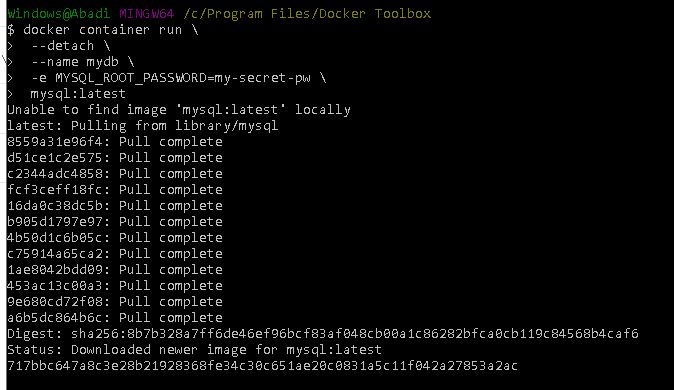 Windows@Abadi MINGW64 /c/Program Files/Docker Toolbox
$ docker container run \
>  --detach \
>  --name mydb \
>  -e MYSQL_ROOT_PASSWORD=my-secret-pw \
>  mysql:latest
Unable to find image 'mysql:latest' locally
latest: Pulling from library/mysql
8559a31e96f4: Pull complete
d51ce1c2e575: Pull complete
c2344adc4858: Pull complete
fcf3ceff18fc: Pull complete
16da0c38dc5b: Pull complete
b905d1797e97: Pull complete
4b50d1c6b05c: Pull complete
c75914a65ca2: Pull complete
1ae8042bdd09: Pull complete
453ac13c00a3: Pull complete
9e680cd72f08: Pull complete
a6b5dc864b6c: Pull complete
Digest: sha256:8b7b328a7ff6de46ef96bcf83af048cb00a1c86282bfca0cb119c84568b4caf6
Status: Downloaded newer image for mysql:latest
717bbc647a8c3e28b21928368fe34c30c651ae20c0831a5c11f042a27853a2ac